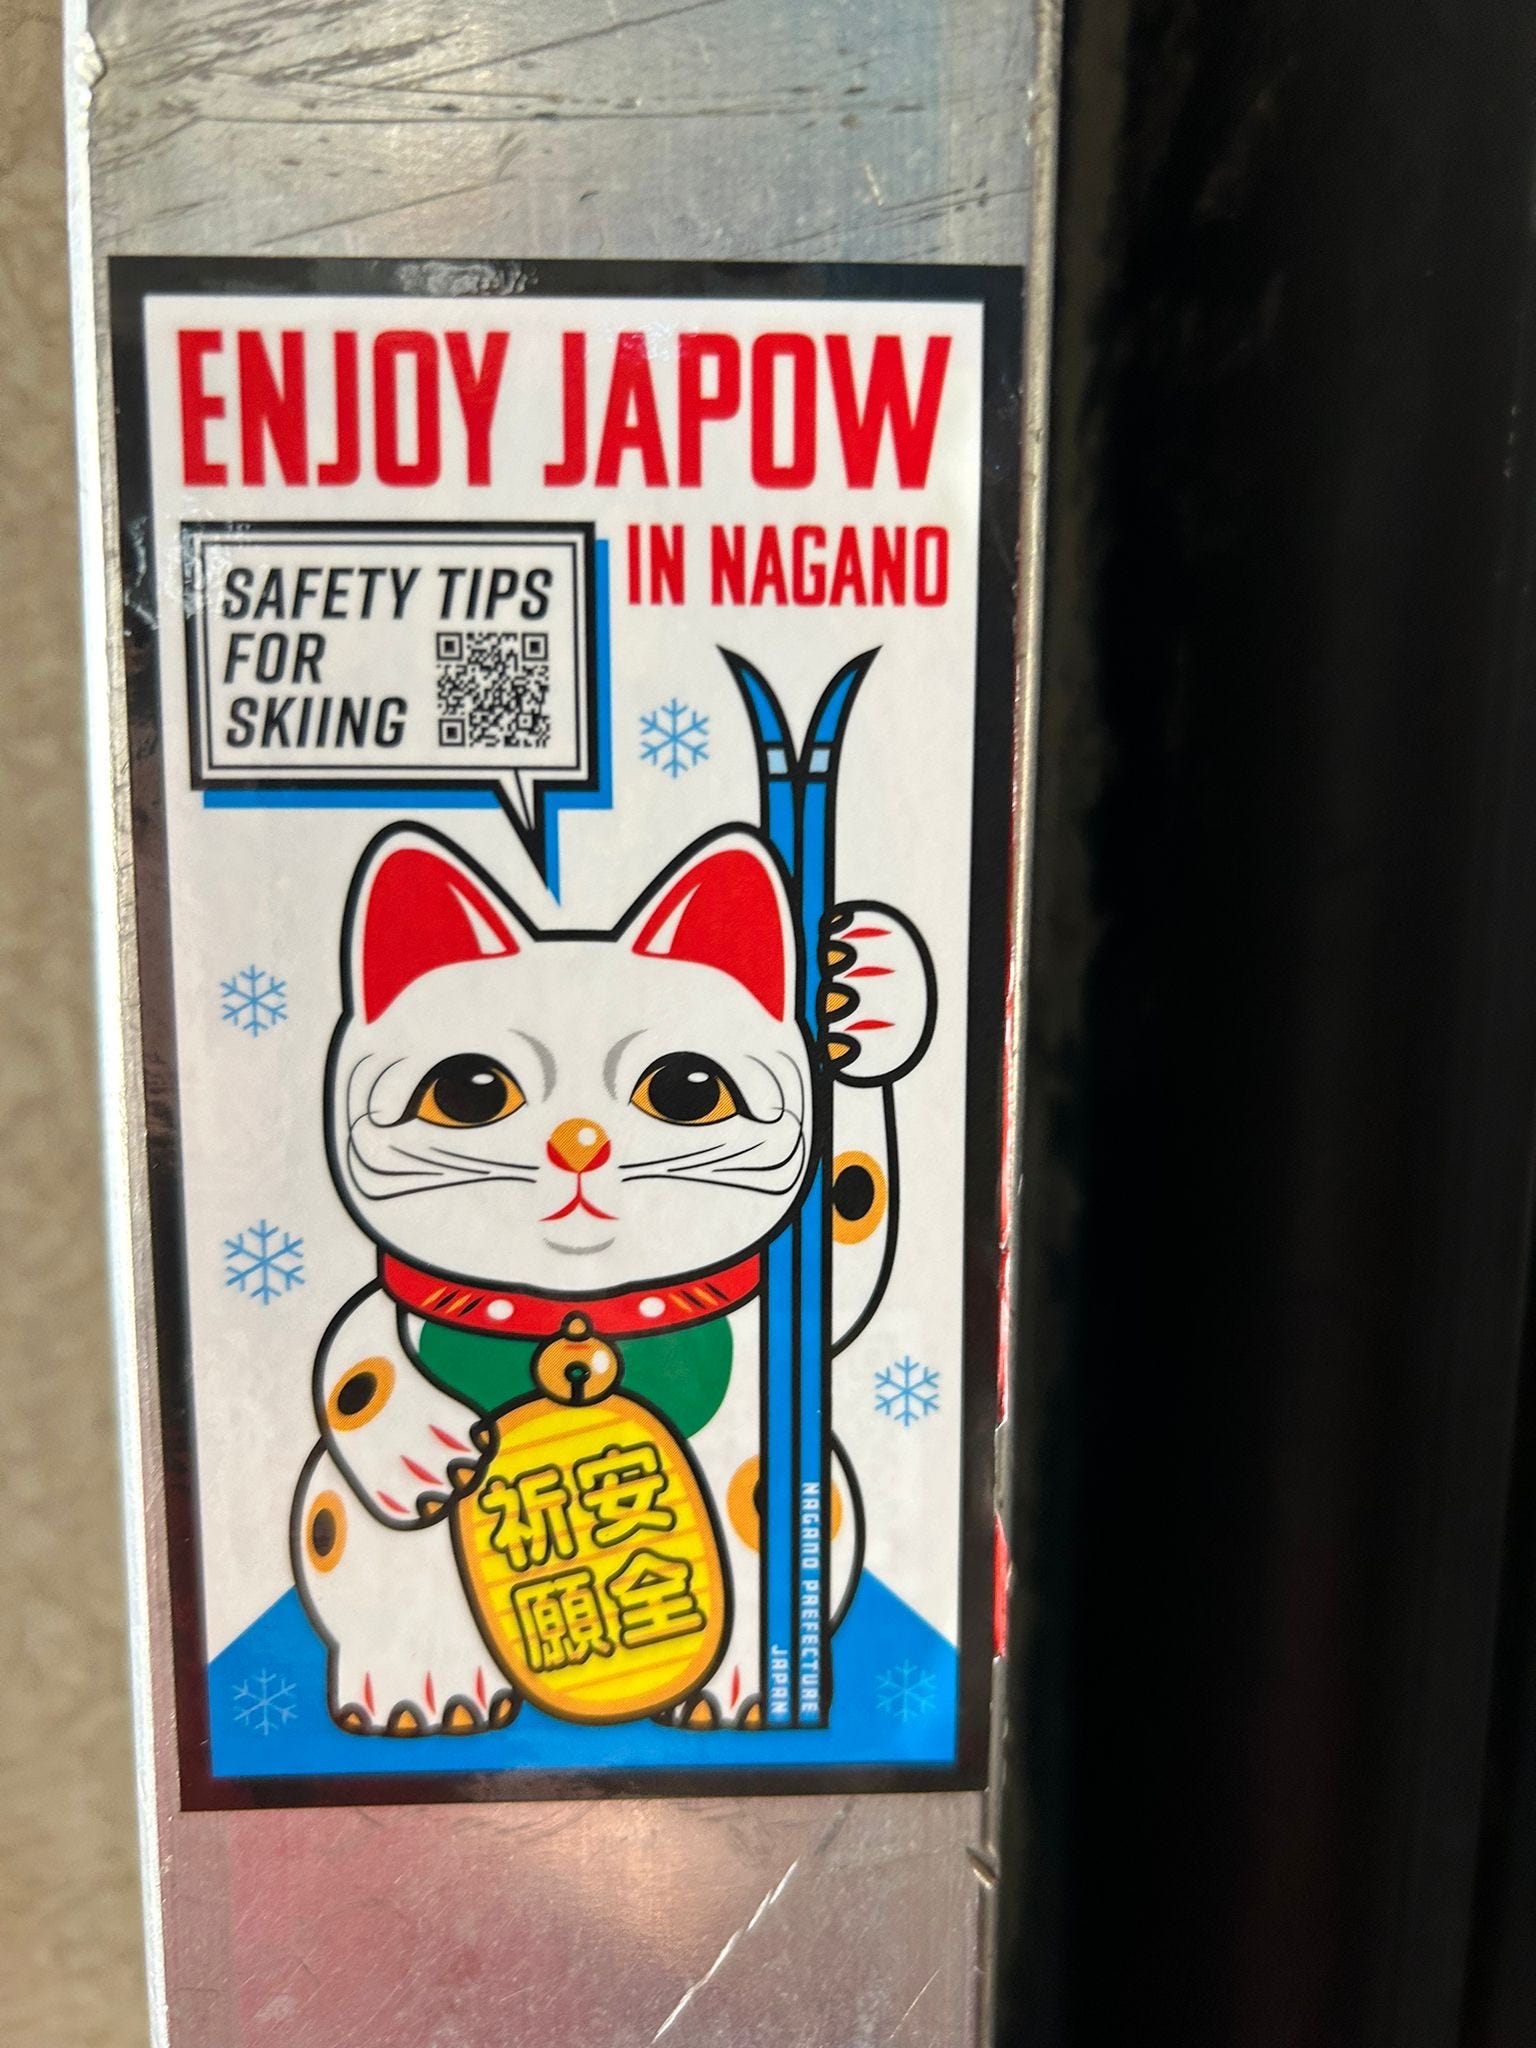 ENJOY JAPOW
IN NAGANO
SAFETY TIPS
FOR
SKIING
安全
祈願
NAGANO PREFECTURE
JAPAN